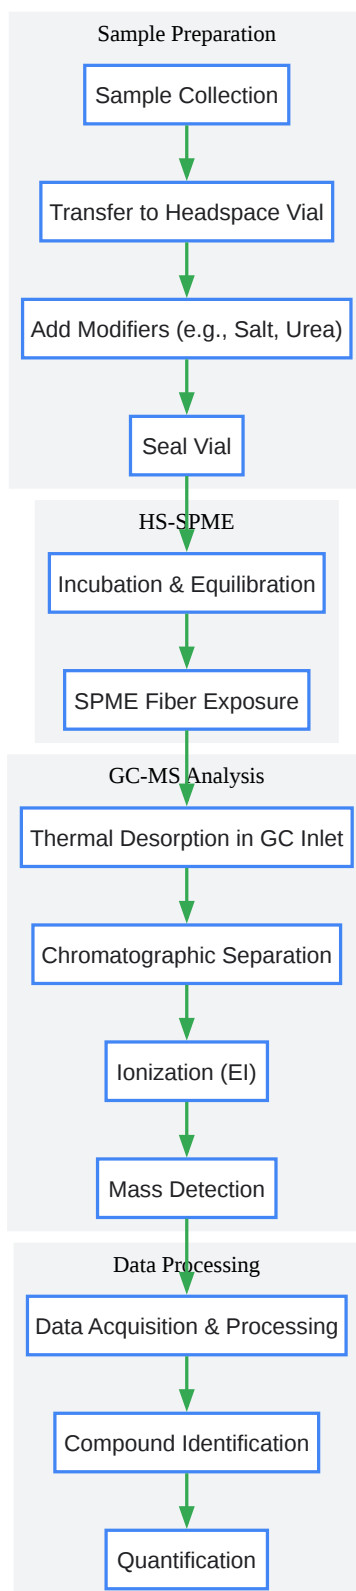 Sample Preparation
Sample Collection
Transfer to Headspace Vial
Add Modifiers (e.g., Salt, Urea)
Seal Vial
HS-SPME
Incubation & Equilibration
SPME Fiber Exposure
GC-MS Analysis
Thermal Desorption in GC Inlet
Chromatographic Separation
Ionization (EI)
Mass Detection
Data Processing
Data Acquisition & Processing
Compound Identification
Quantification